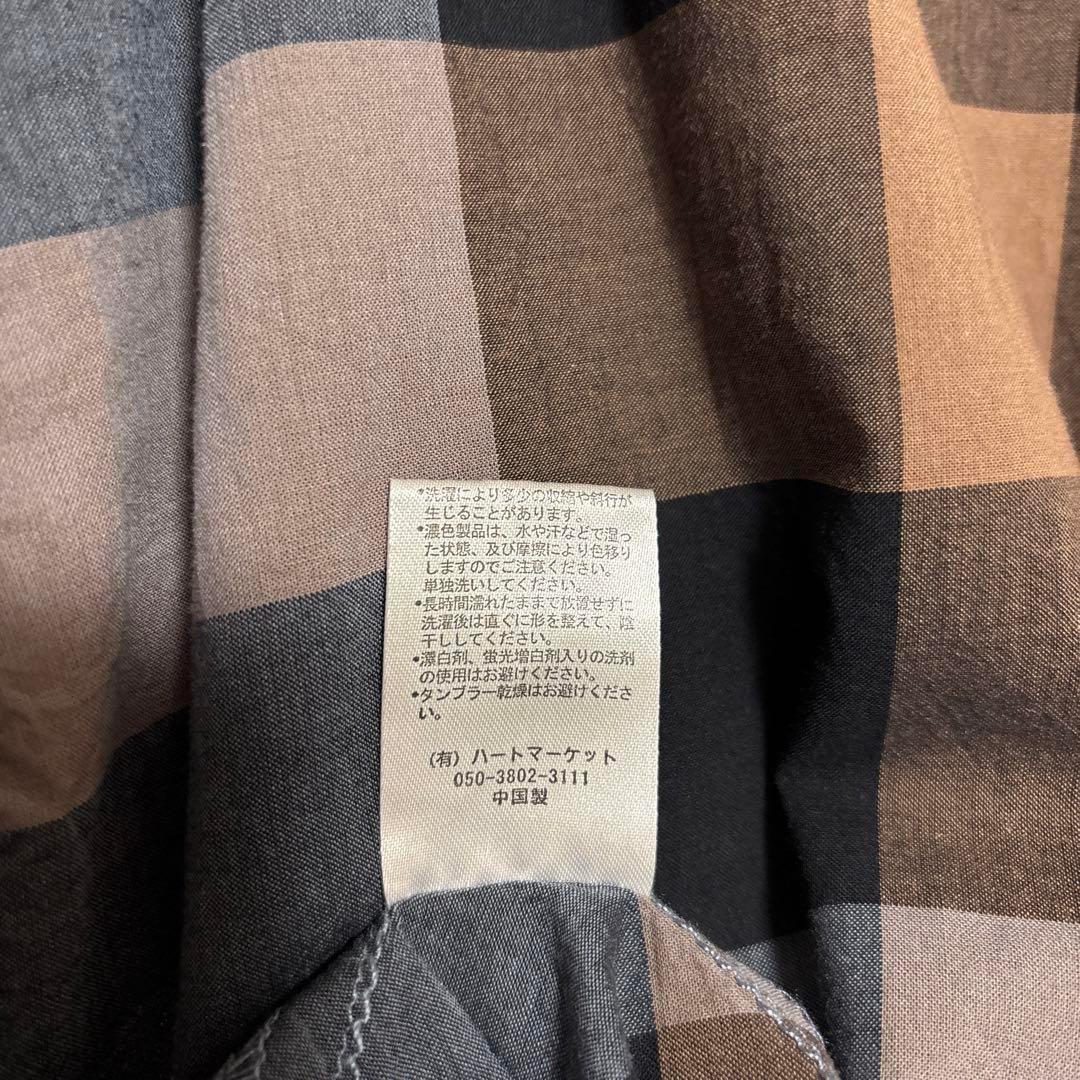 •洗濯により多少の収縮や斜行が
生じることがあります。
•濃色製品は、水や汗などで湿っ
た状態、及び摩擦により色移り
しますのでご注意ください。
単独洗いしてください。
•長時間濡れたままで放置せずに
洗濯後は直ぐに形を整えて、陰
干ししてください。
•漂白剤、蛍光増白剤入りの洗剤
の使用はお避けください。
•タンブラー乾燥はお避けくださ
い。
(有) ハートマーケット
050-3802-3111
中国製